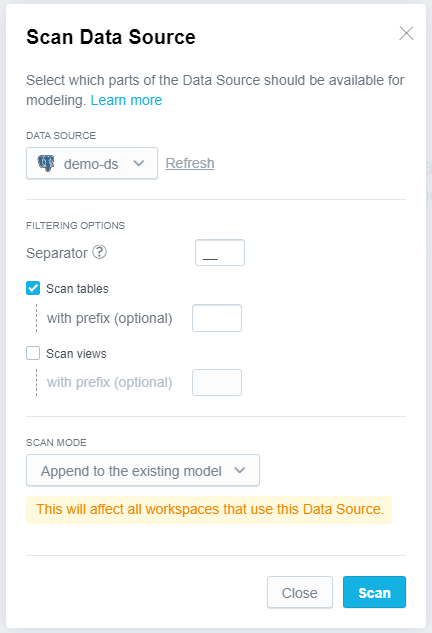 Scan Data Source
Select which parts of the Data Source should be available for
modeling. Learn more
DATA SOURCE
demo-ds
Refresh
FILTERING OPTIONS
Separator ?
__
Scan tables
with prefix (optional)
Scan views
with prefix (optional)
SCAN MODE
Append to the existing model
This will affect all workspaces that use this Data Source.
Close
Scan